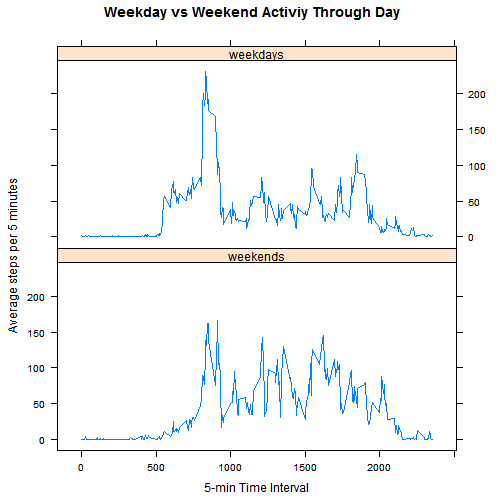 Weekday vs Weekend Activiy Through Day
weekdays
200
150
100
50
0
Average steps per 5 minutes
weekends
200
150
100
50
0
0 500 1000 1500 2000
5-min Time Interval